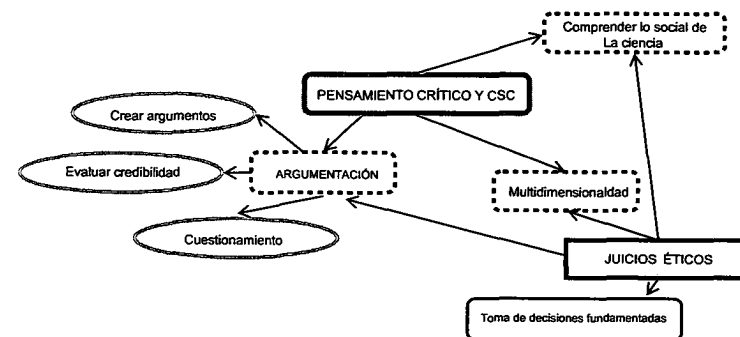 Comprender lo social de
La ciencia
PENSAMIENTO CRÍTICO Y CSC
Crear argumentos
Evaluar credibilidad
ARGUMENTACIÓN
Multidimensionaldad
Cuestionamiento
JUICIOS ÉTICOS
Toma de decisiones fundamentadas